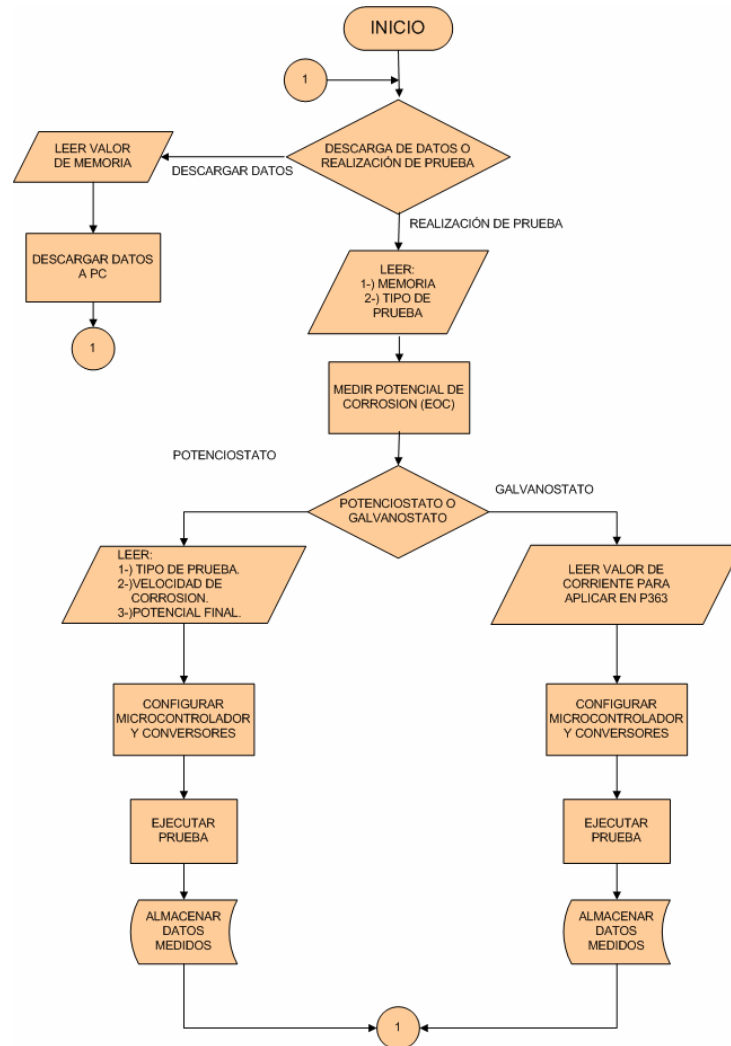 INICIO
1
DESCARGA DE DATOS O
REALIZACIÓN DE PRUEBA
LEER VALOR
DE MEMORIA
DESCARGAR DATOS
REALIZACIÓN DE PRUEBA
DESCARGAR DATOS
A PC
1
LEER:
1-) MEMORIA
2-) TIPO DE
PRUEBA
MEDIR POTENCIAL DE
CORROSION (EOC)
POTENCIOSTATO
POTENCIOSTATO O
GALVANOSTATO
GALVANOSTATO
LEER:
1-) TIPO DE PRUEBA.
2-)VELOCIDAD DE
CORROSION.
3-)POTENCIAL FINAL.
LEER VALOR DE
CORRIENTE PARA
APLICAR EN P363
CONFIGURAR
MICROCONTROLADOR
Y CONVERSORES
CONFIGURAR
MICROCONTROLADOR
Y CONVERSORES
EJECUTAR
PRUEBA
EJECUTAR
PRUEBA
ALMACENAR
DATOS
MEDIDOS
ALMACENAR
DATOS
MEDIDOS
1